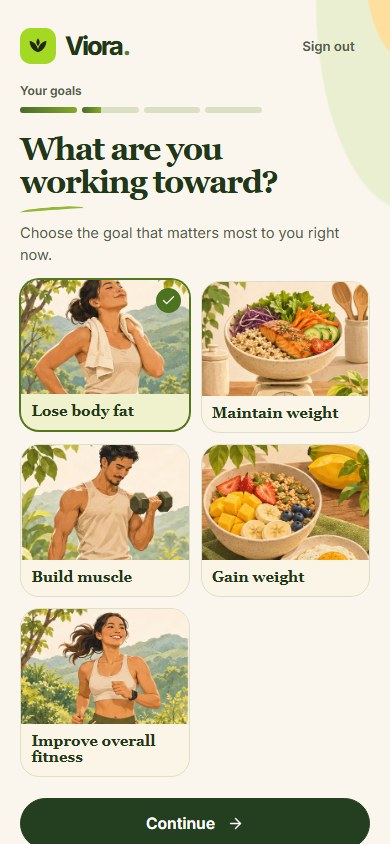 Viora.
Sign out
Your goals
What are you
working toward?
Choose the goal that matters most to you right
now.
Lose body fat
Maintain weight
Build muscle
Gain weight
Improve overall
fitness
Continue